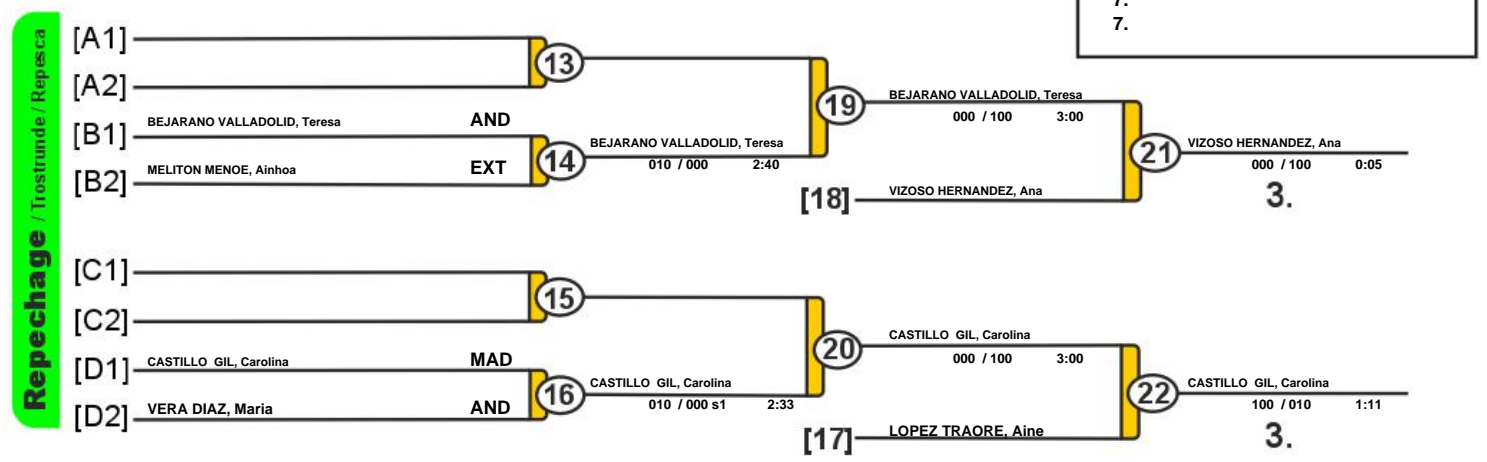 7.
7.
Repechage / Trostrunde / Repesca
[A1]
13
[A2]
19
BEJARANO VALLADOLID, Teresa
000 / 100 3:00
[B1] BEJARANO VALLADOLID, Teresa AND
14
BEJARANO VALLADOLID, Teresa
010 / 000 2:40
[B2] MELITON MENOE, Ainhoa EXT
21
VIZOSO HERNANDEZ, Ana
000 / 100 0:05
3.
[18] VIZOSO HERNANDEZ, Ana
[C1]
15
[C2]
20
CASTILLO GIL, Carolina
000 / 100 3:00
[D1] CASTILLO GIL, Carolina MAD
16
CASTILLO GIL, Carolina
010 / 000 s1 2:33
[D2] VERA DIAZ, Maria AND
22
CASTILLO GIL, Carolina
100 / 010 1:11
3.
[17] LOPEZ TRAORE, Aine